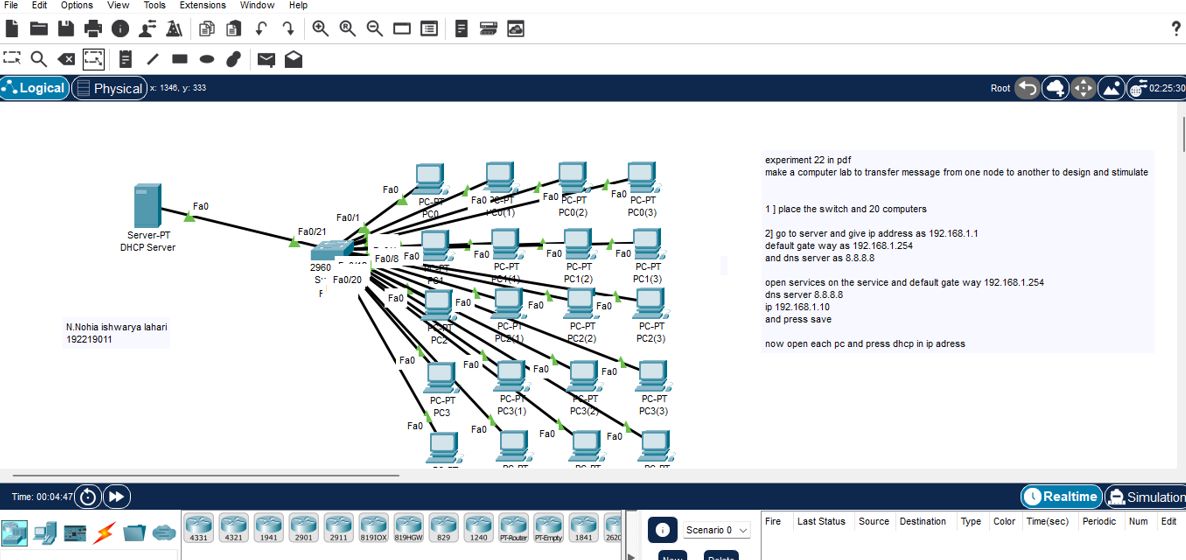 File Edit Options View Tools Extensions Window Help
?
Logical Physical x: 1346, y: 333 Root 02:25:30
experiment 22 in pdf
make a computer lab to transfer message from one node to another to design and stimulate
1 ] place the switch and 20 computers
2] go to server and give ip address as 192.168.1.1
default gate way as 192.168.1.254
and dns server as 8.8.8.8
open services on the service and default gate way 192.168.1.254
dns server 8.8.8.8
ip 192.168.1.10
and press save
now open each pc and press dhcp in ip adress
Fa0
Server-PT
DHCP Server
Fa0/21
Fa0/1
2960
Fa0/8
Fa0/20
N.Nohia ishwarya lahari
192219011
Fa0 Fa0 Fa0 Fa0
PC-PT PC-PT PC-PT PC-PT
PC0 PC0(1) PC0(2) PC0(3)
Fa0 Fa0 Fa0 Fa0
PC-PT PC-PT PC-PT PC-PT
PC1 PC1(1) PC1(2) PC1(3)
Fa0 Fa0 Fa0 Fa0
PC-PT PC-PT PC-PT PC-PT
PC2 PC2(1) PC2(2) PC2(3)
Fa0 Fa0 Fa0 Fa0
PC-PT PC-PT PC-PT PC-PT
PC3 PC3(1) PC3(2) PC3(3)
Fa0 Fa0 Fa0 Fa0
PC-PT PC-PT PC-PT PC-PT
Time: 00:04:47 Realtime Simulation
4331 4321 1941 2901 2911 819IOX 819HGW 829 1240 PT-Router PT-Empty 1841
Scenario 0
New Delete
Fire Last Status Source Destination Type Color Time(sec) Periodic Num Edit